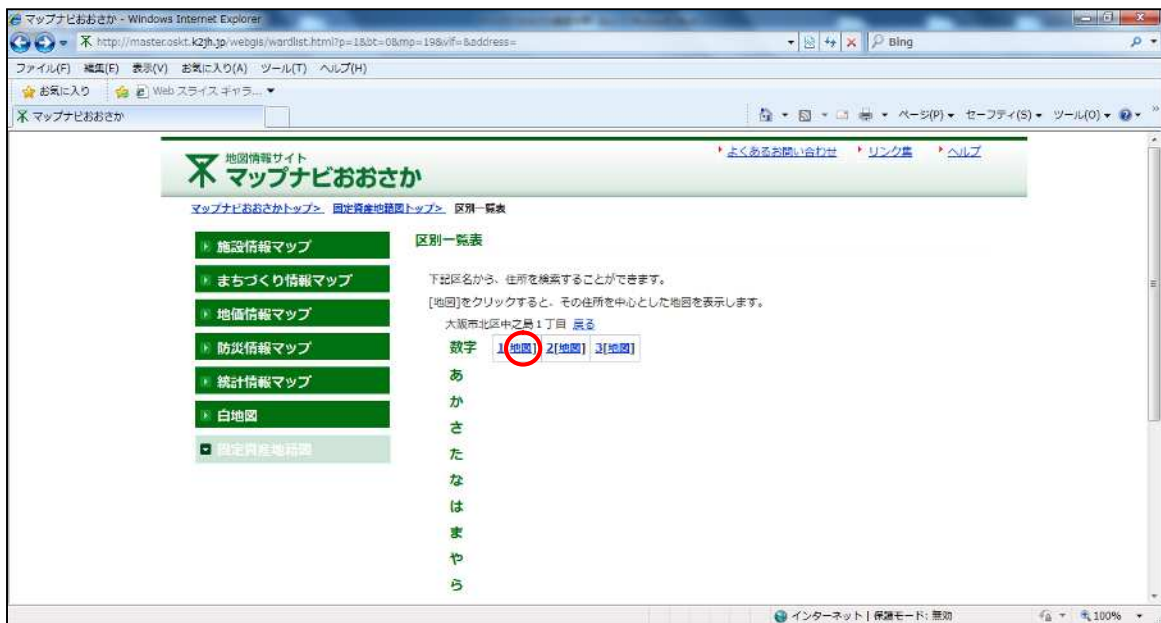 マップナビおおさか - Windows Internet Explorer
http://master.oskt.k2jh.jp/webgis/wardlist.html?p=1&bt=0&mp=19&vlf=&address=
Bing
ファイル(F) 編集(E) 表示(V) お気に入り(A) ツール(T) ヘルプ(H)
お気に入り Web スライス ギャラ...
マップナビおおさか
ページ(P) セーフティ(S) ツール(O)
地図情報サイト
マップナビおおさか
よくあるお問い合わせ リンク集 ヘルプ
マップナビおおさかトップ> 固定資産地籍図トップ> 区別一覧表
施設情報マップ
まちづくり情報マップ
地価情報マップ
防災情報マップ
統計情報マップ
白地図
固定資産地籍図
区別一覧表
下記区名から、住所を検索することができます。
[地図]をクリックすると、その住所を中心とした地図を表示します。
大阪市北区中之島1丁目 戻る
数字 1[地図] 2[地図] 3[地図]
あ
か
さ
た
な
は
ま
や
ら
インターネット | 保護モード: 無効
100%